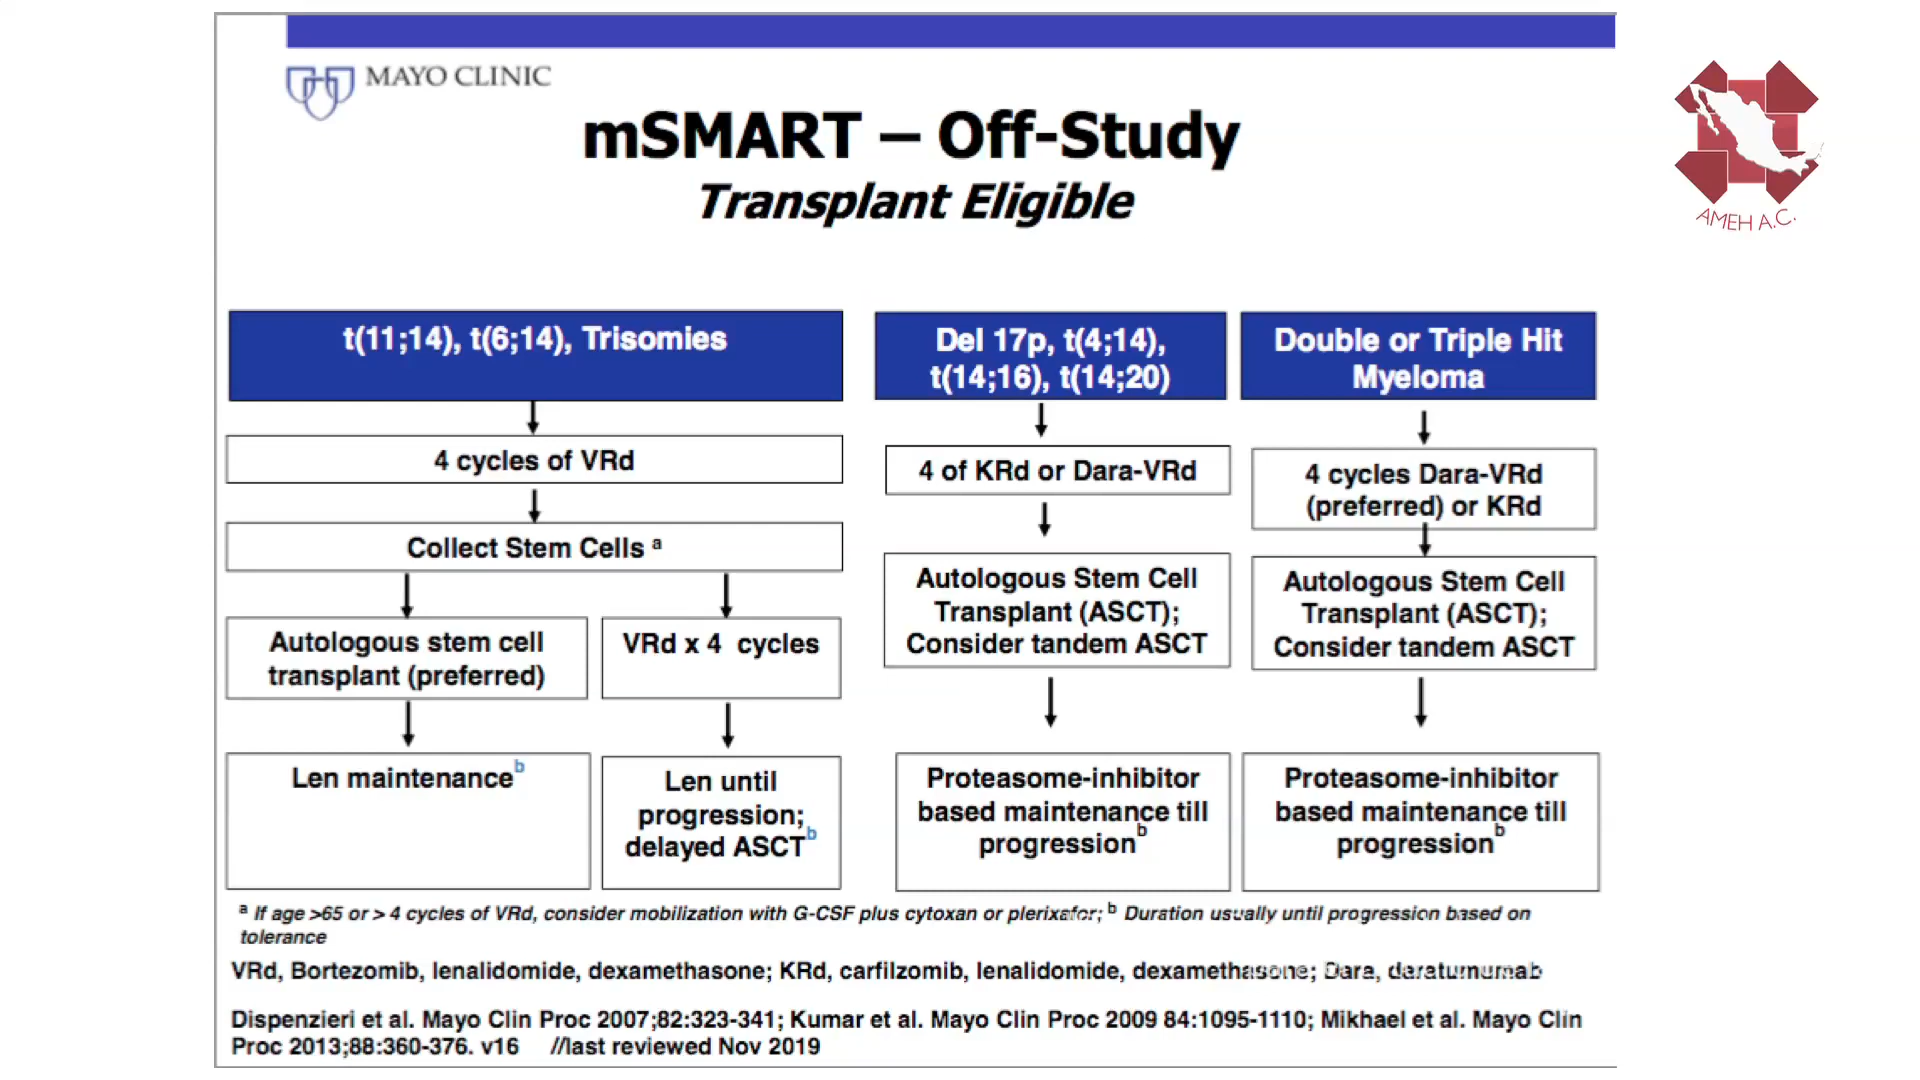 MAYO CLINIC
mSMART – Off-Study
Transplant Eligible
AMEH A.C.
t(11;14), t(6;14), Trisomies
4 cycles of VRd
Collect Stem Cells a
Autologous stem cell
transplant (preferred)
Len maintenance b
VRd x 4 cycles
Len until
progression;
delayed ASCT b
Del 17p, t(4;14),
t(14;16), t(14;20)
4 of KRd or Dara-VRd
Autologous Stem Cell
Transplant (ASCT);
Consider tandem ASCT
Proteasome-inhibitor
based maintenance till
progression b
Double or Triple Hit
Myeloma
4 cycles Dara-VRd
(preferred) or KRd
Autologous Stem Cell
Transplant (ASCT);
Consider tandem ASCT
Proteasome-inhibitor
based maintenance till
progression b
a If age >65 or > 4 cycles of VRd, consider mobilization with G-CSF plus cytoxan or plerixafor; b Duration usually until progression based on
tolerance
VRd, Bortezomib, lenalidomide, dexamethasone; KRd, carfilzomib, lenalidomide, dexamethasone; Dara, daratumumab
Dispenzieri et al. Mayo Clin Proc 2007;82:323-341; Kumar et al. Mayo Clin Proc 2009 84:1095-1110; Mikhael et al. Mayo Clin
Proc 2013;88:360-376. v16 //last reviewed Nov 2019